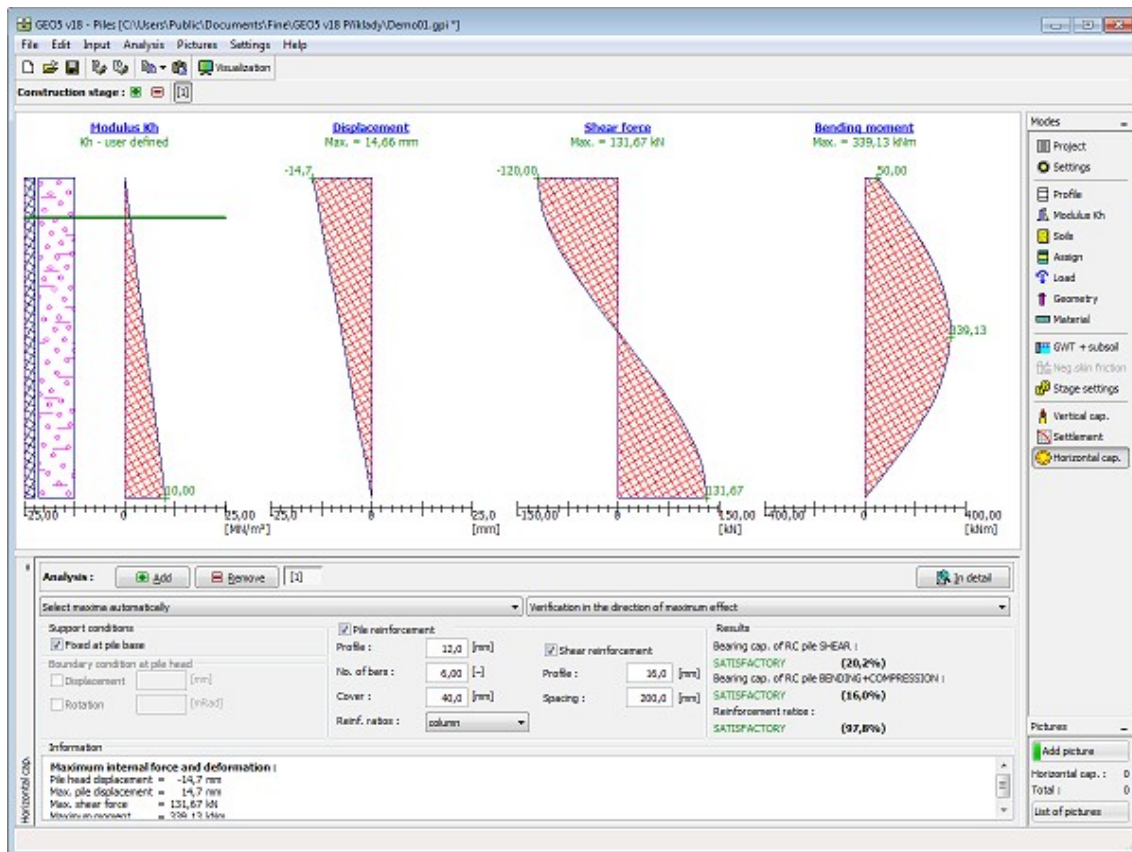 GEO5 v18 - Piles [C:\Users\Public\Documents\Fine\GEO5 v18 Příklady\Demo01.gpi *]
File Edit Input Analysis Pictures Settings Help
Visualization
Construction stage : [1]
Modulus Kh
Kh - user defined
Displacement
Max. = 14,66 mm
Shear force
Max. = 131,67 kN
Bending moment
Max. = 339,13 kNm
-14,7
-120,00
50,00
339,13
10,00
131,67
-25,00 0 25,00
[MN/m³]
-25,0 0 25,0
[mm]
-150,00 0 150,00
[kN]
-400,00 0 400,00
[kNm]
Modes
Project
Settings
Profile
Modulus Kh
Soils
Assign
Load
Geometry
Material
GWT + subsoil
Neg.skin friction
Stage settings
Vertical cap.
Settlement
Horizontal cap.
Analysis : Add Remove [1] In detail
Select maxima automatically
Verification in the direction of maximum effect
Support conditions
Fixed at pile base
Boundary condition at pile head
Displacement [mm]
Rotation [mRad]
Pile reinforcement
Profile : 12,0 [mm]
No. of bars : 6,00 [-]
Cover : 40,0 [mm]
Reinf. ratios : column
Shear reinforcement
Profile : 16,0 [mm]
Spacing : 200,0 [mm]
Results
Bearing cap. of RC pile SHEAR :
SATISFACTORY (20,2%)
Bearing cap. of RC pile BENDING+COMPRESSION :
SATISFACTORY (16,0%)
Reinforcement ratios :
SATISFACTORY (97,8%)
Information
Maximum internal force and deformation :
Pile head displacement = -14,7 mm
Max. pile displacement = 14,7 mm
Max. shear force = 131,67 kN
Maximum moment = 339,13 kNm
Horizontal cap.
Pictures
Add picture
Horizontal cap. : 0
Total : 0
List of pictures